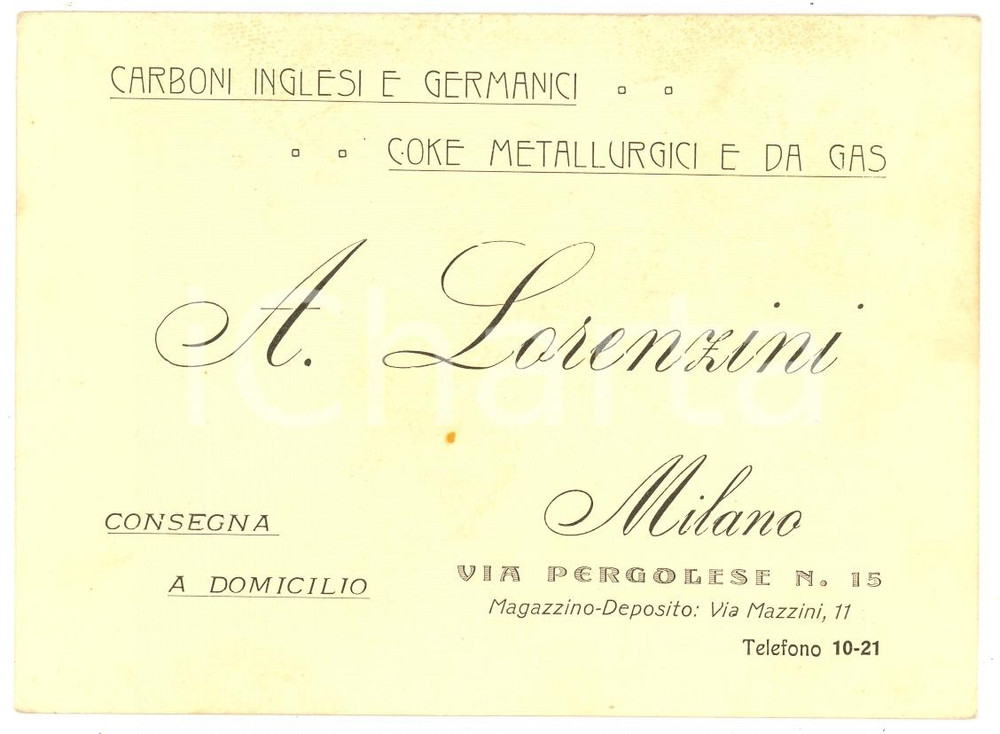 CARBONI INGLESI E GERMANICI
COKE METALLURGICI E DA GAS
A. Lorenzini
iCharta
Milano
CONSEGNA
A DOMICILIO
VIA PERGOLESE N. 15
Magazzino-Deposito: Via Mazzini, 11
Telefono 10-21